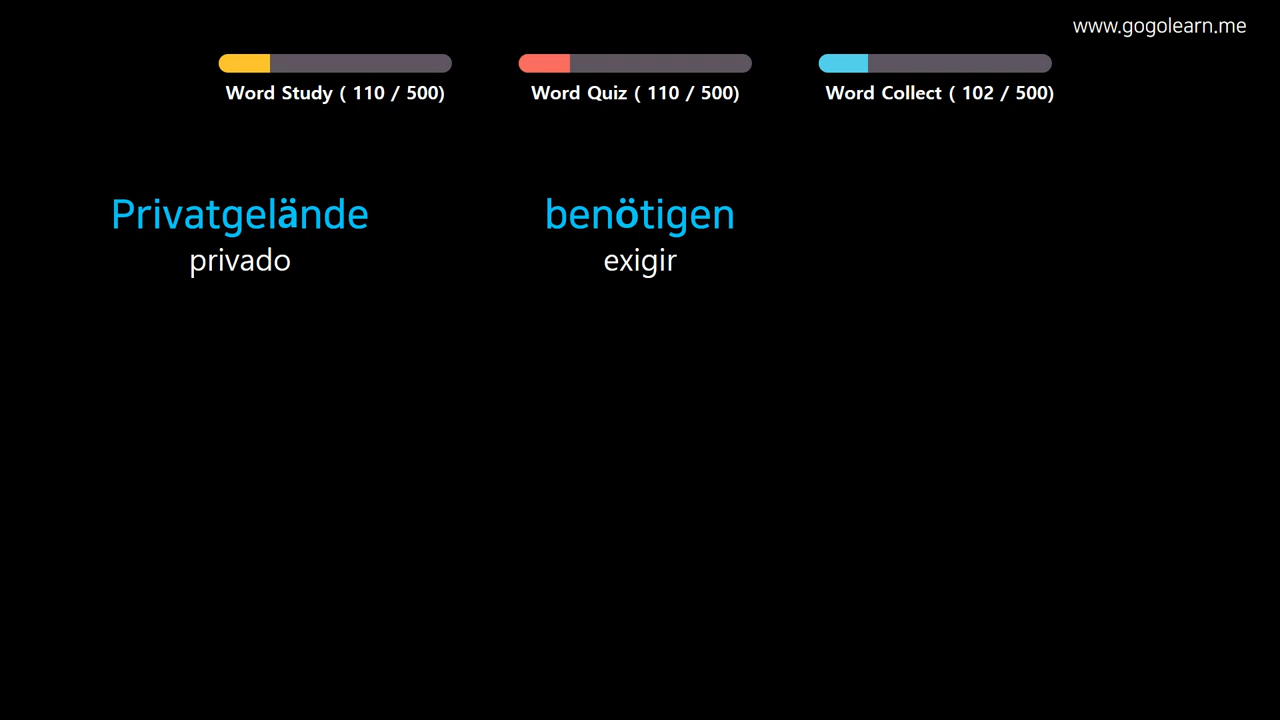 www.gogolearn.me
Word Study ( 110 / 500)
Word Quiz ( 110 / 500)
Word Collect ( 102 / 500)
Privatgelände
privado
benötigen
exigir